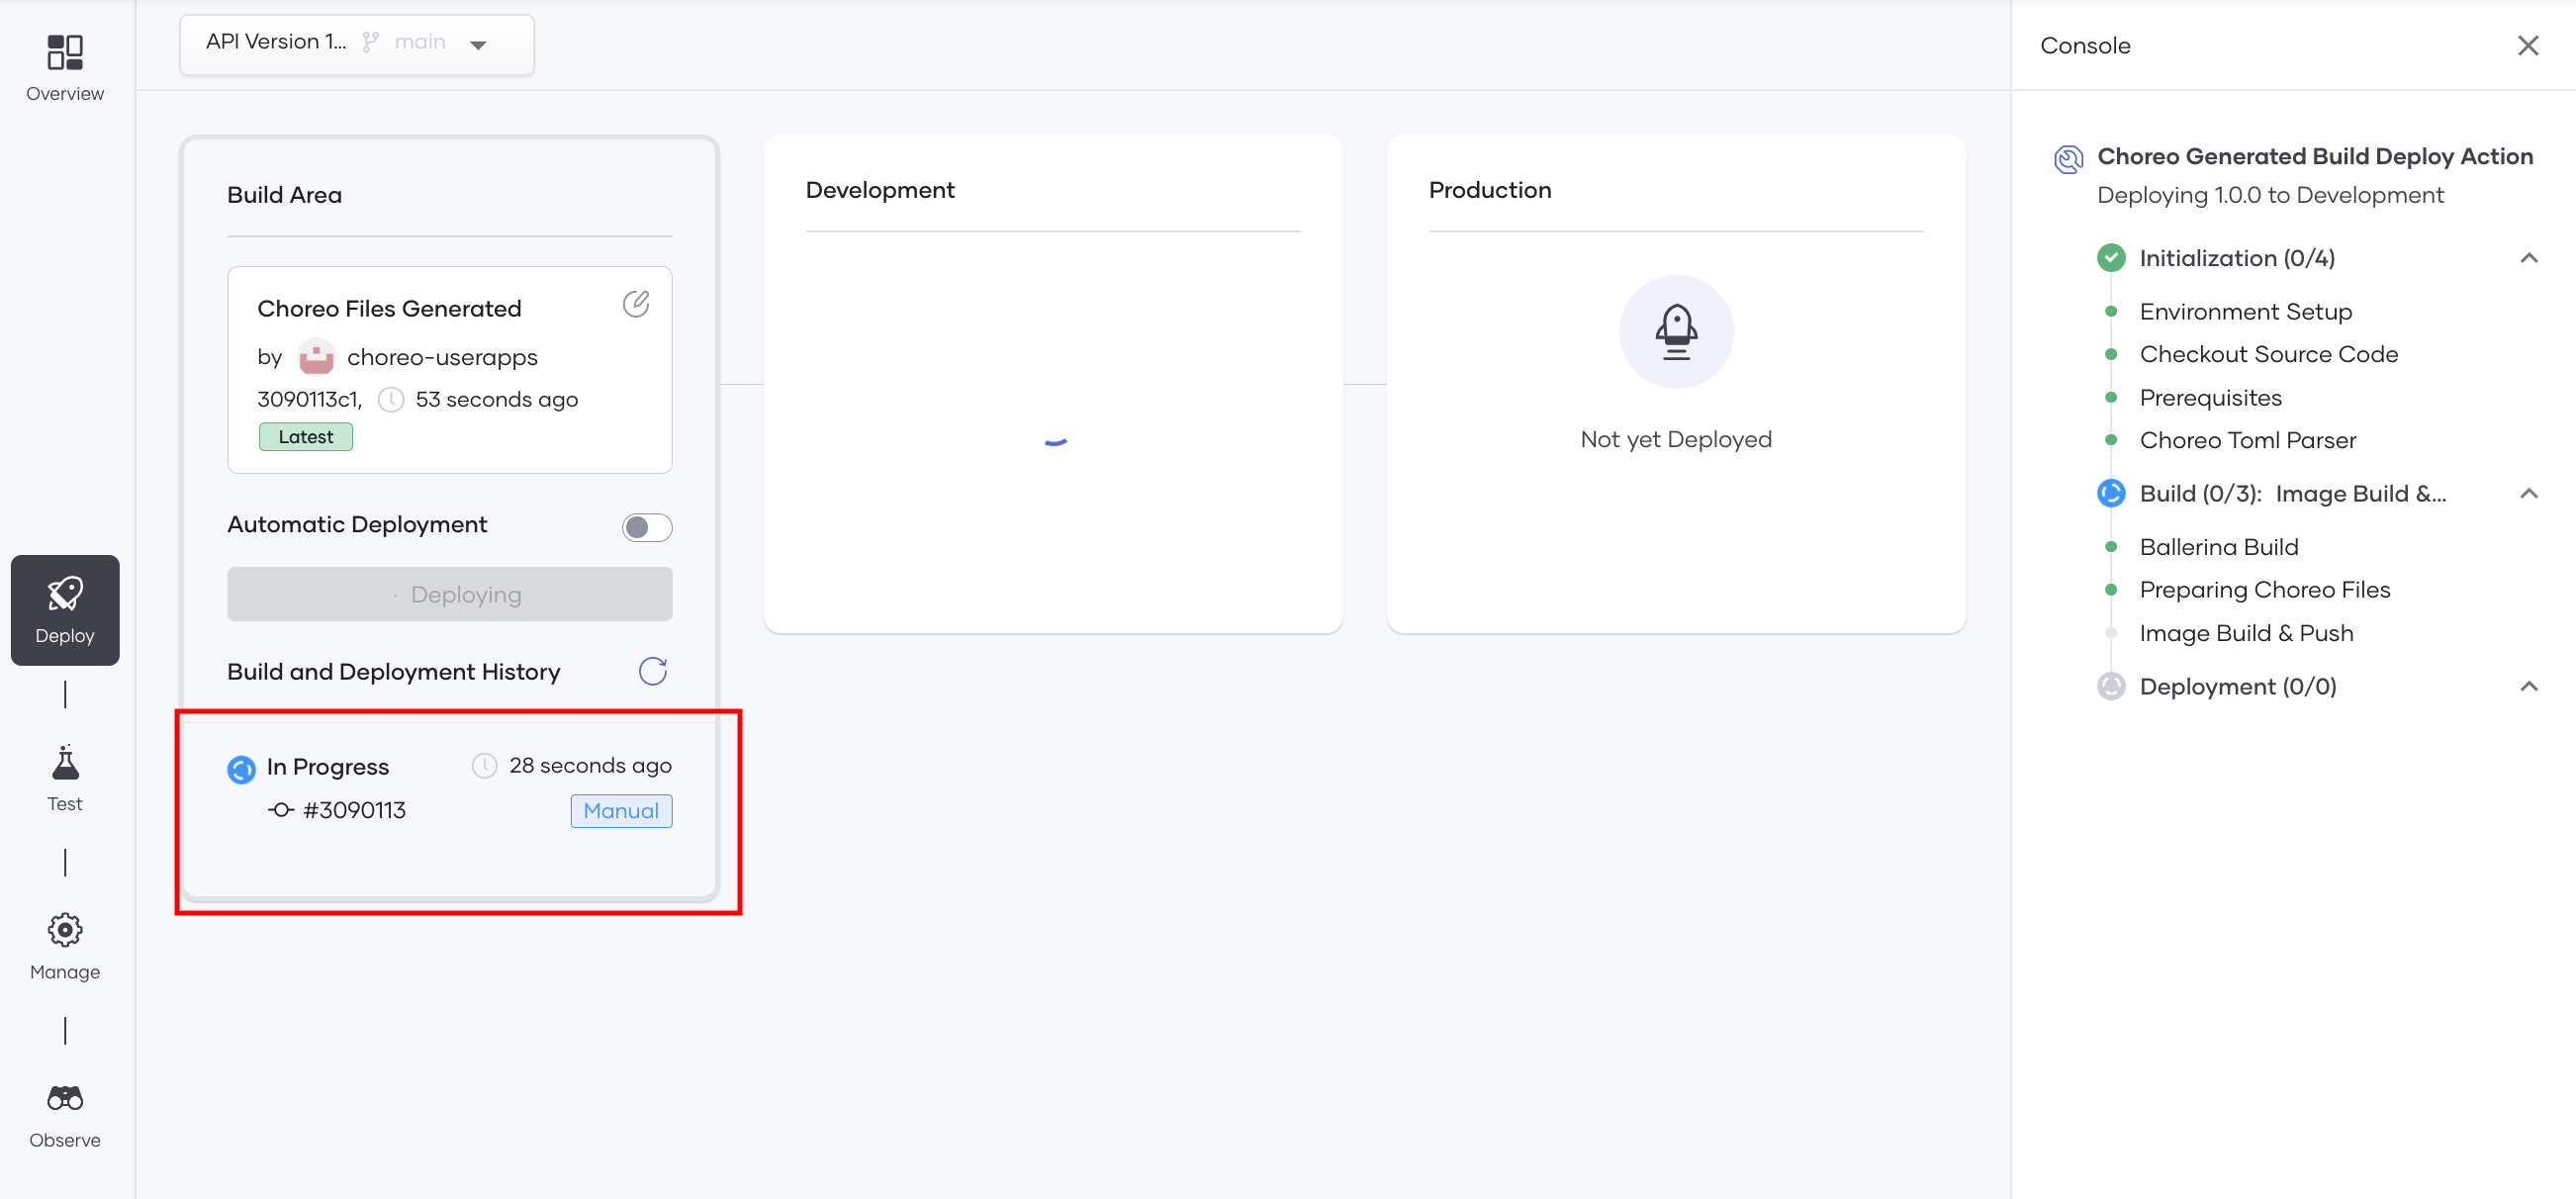 Overview
Deploy
Test
Manage
Observe
API Version 1... main
Build Area
Choreo Files Generated
by choreo-userapps
3090113c1, 53 seconds ago
Latest
Automatic Deployment
Deploying
Build and Deployment History
In Progress 28 seconds ago
#3090113 Manual
Development
Production
Not yet Deployed
Console
Choreo Generated Build Deploy Action
Deploying 1.0.0 to Development
Initialization (0/4)
Environment Setup
Checkout Source Code
Prerequisites
Choreo Toml Parser
Build (0/3): Image Build &...
Ballerina Build
Preparing Choreo Files
Image Build & Push
Deployment (0/0)